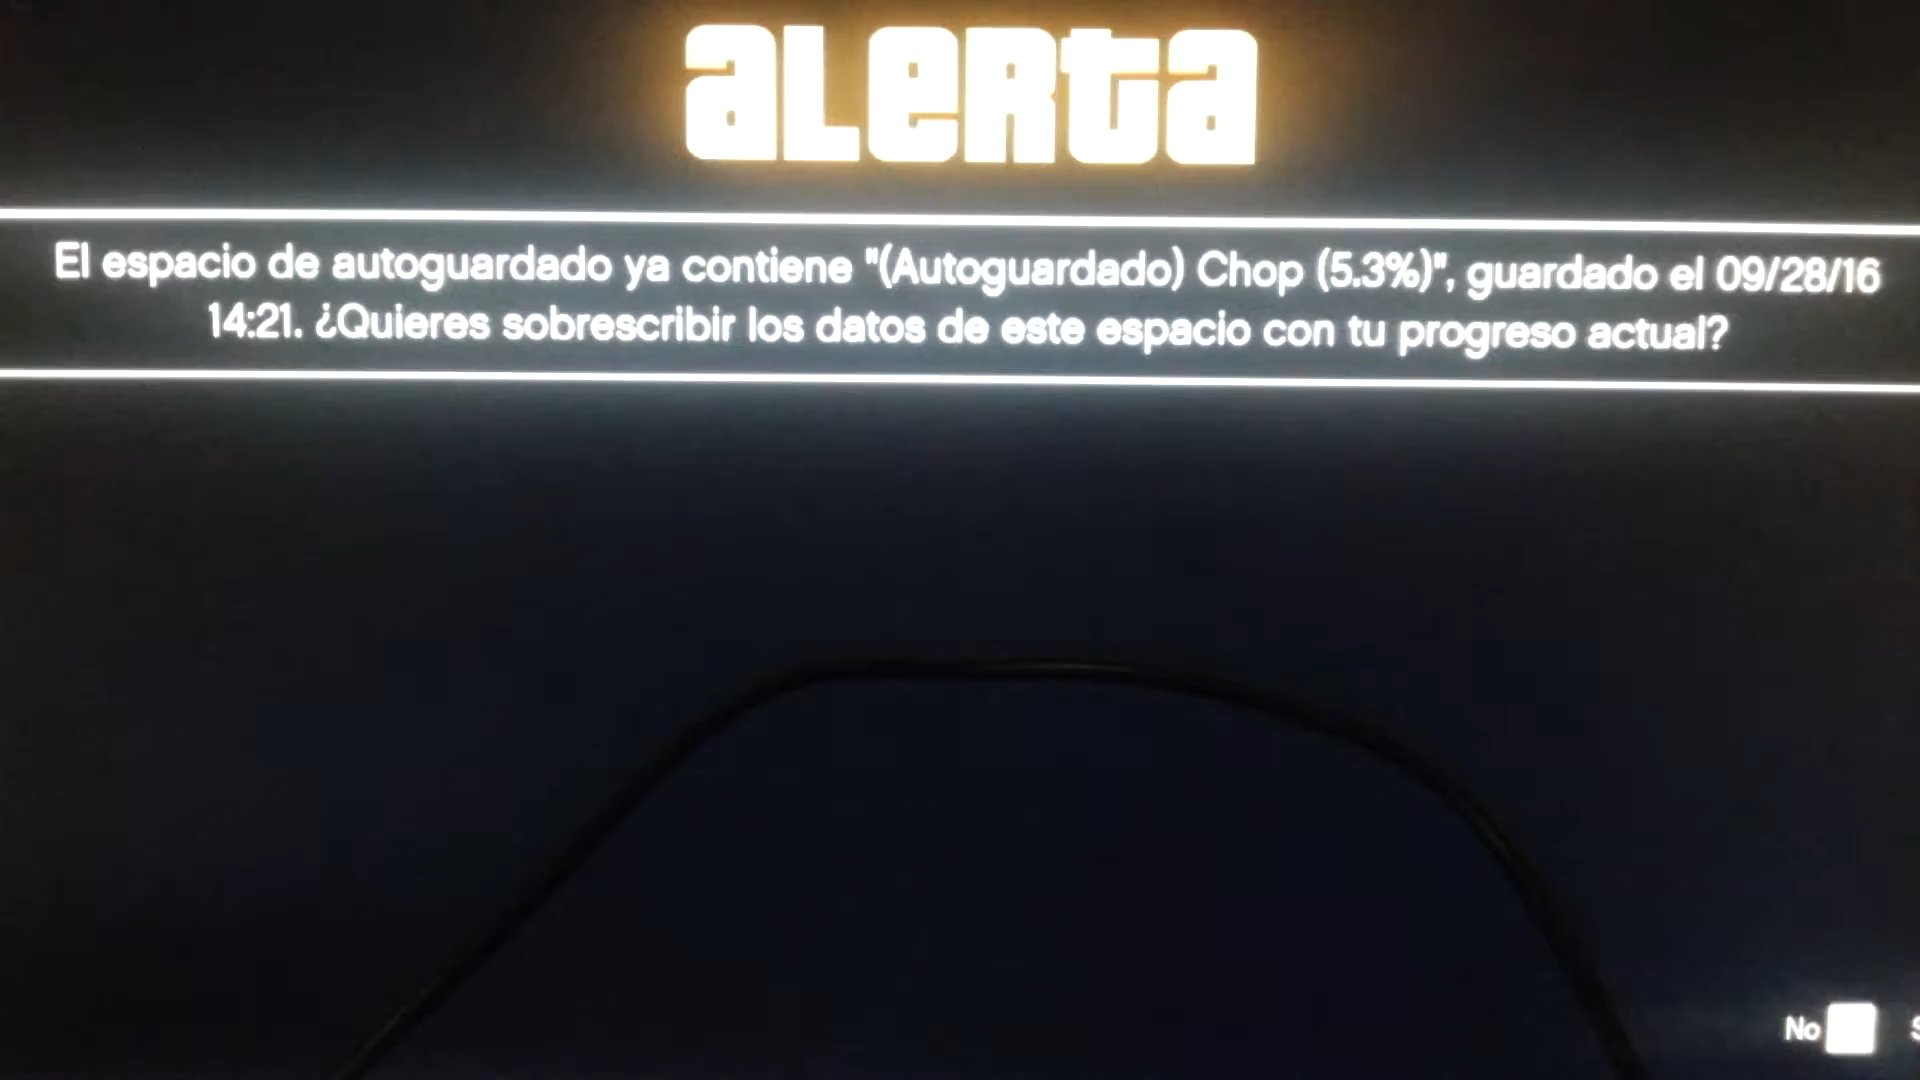 aLeRta
El espacio de autoguardado ya contiene "(Autoguardado) Chop (5.3%)", guardado el 09/28/16
14:21. ¿Quieres sobrescribir los datos de este espacio con tu progreso actual?
No